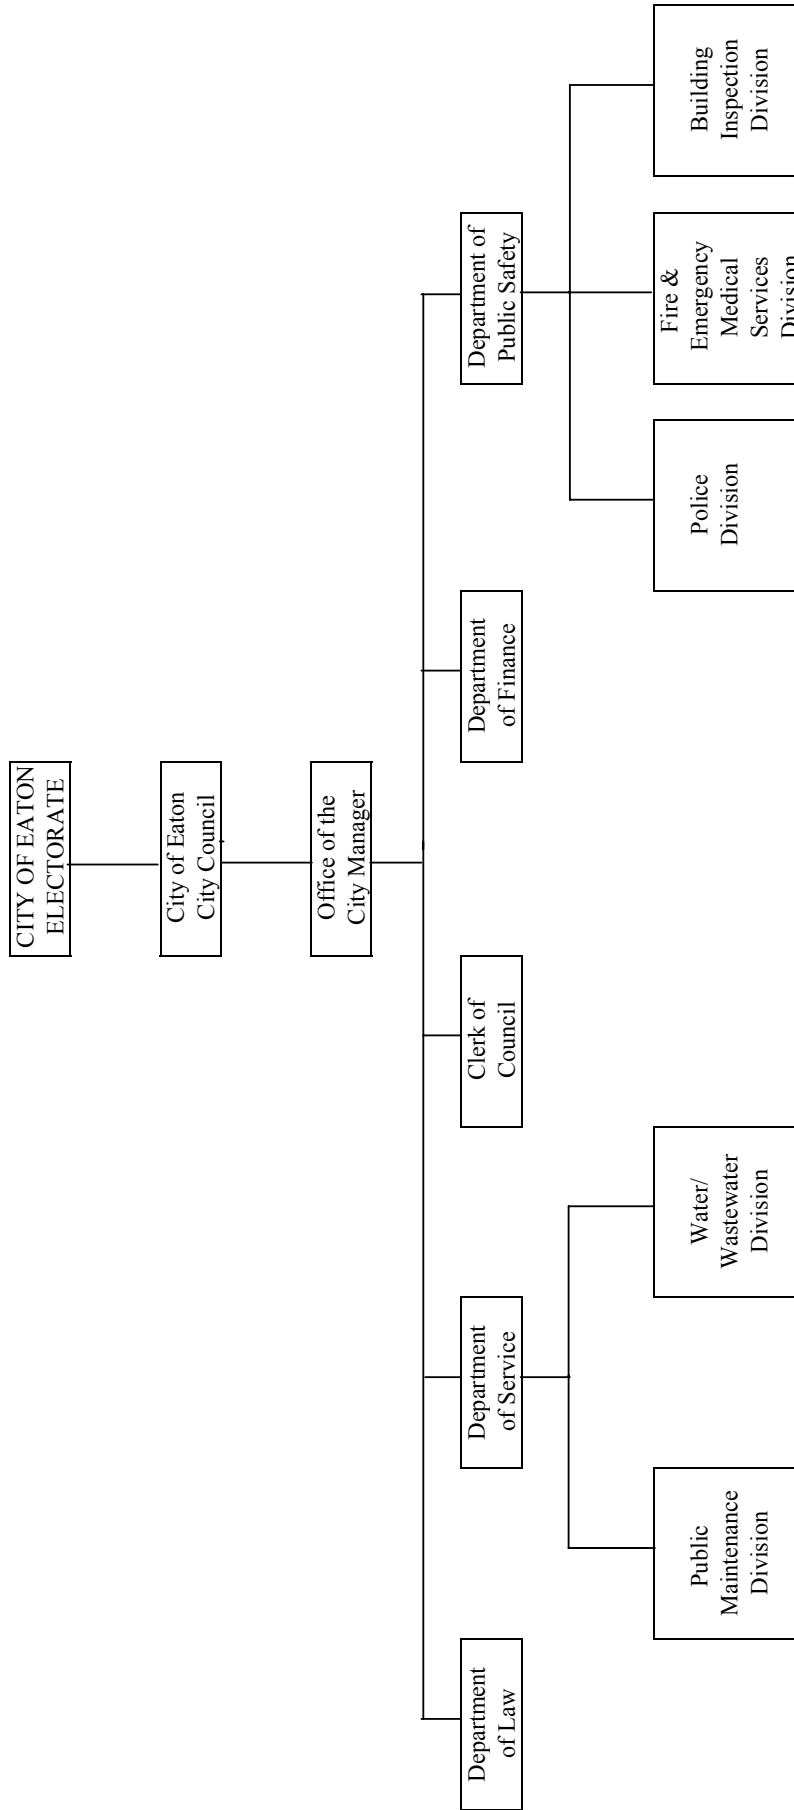 CITY OF EATON
ELECTORATE
City of Eaton
City Council
Office of the
City Manager
Department
of Law
Department
of Service
Clerk of
Council
Department
of Finance
Department of
Public Safety
Public
Maintenance
Division
Water/
Wastewater
Division
Police
Division
Fire &
Emergency
Medical
Services
Division
Building
Inspection
Division